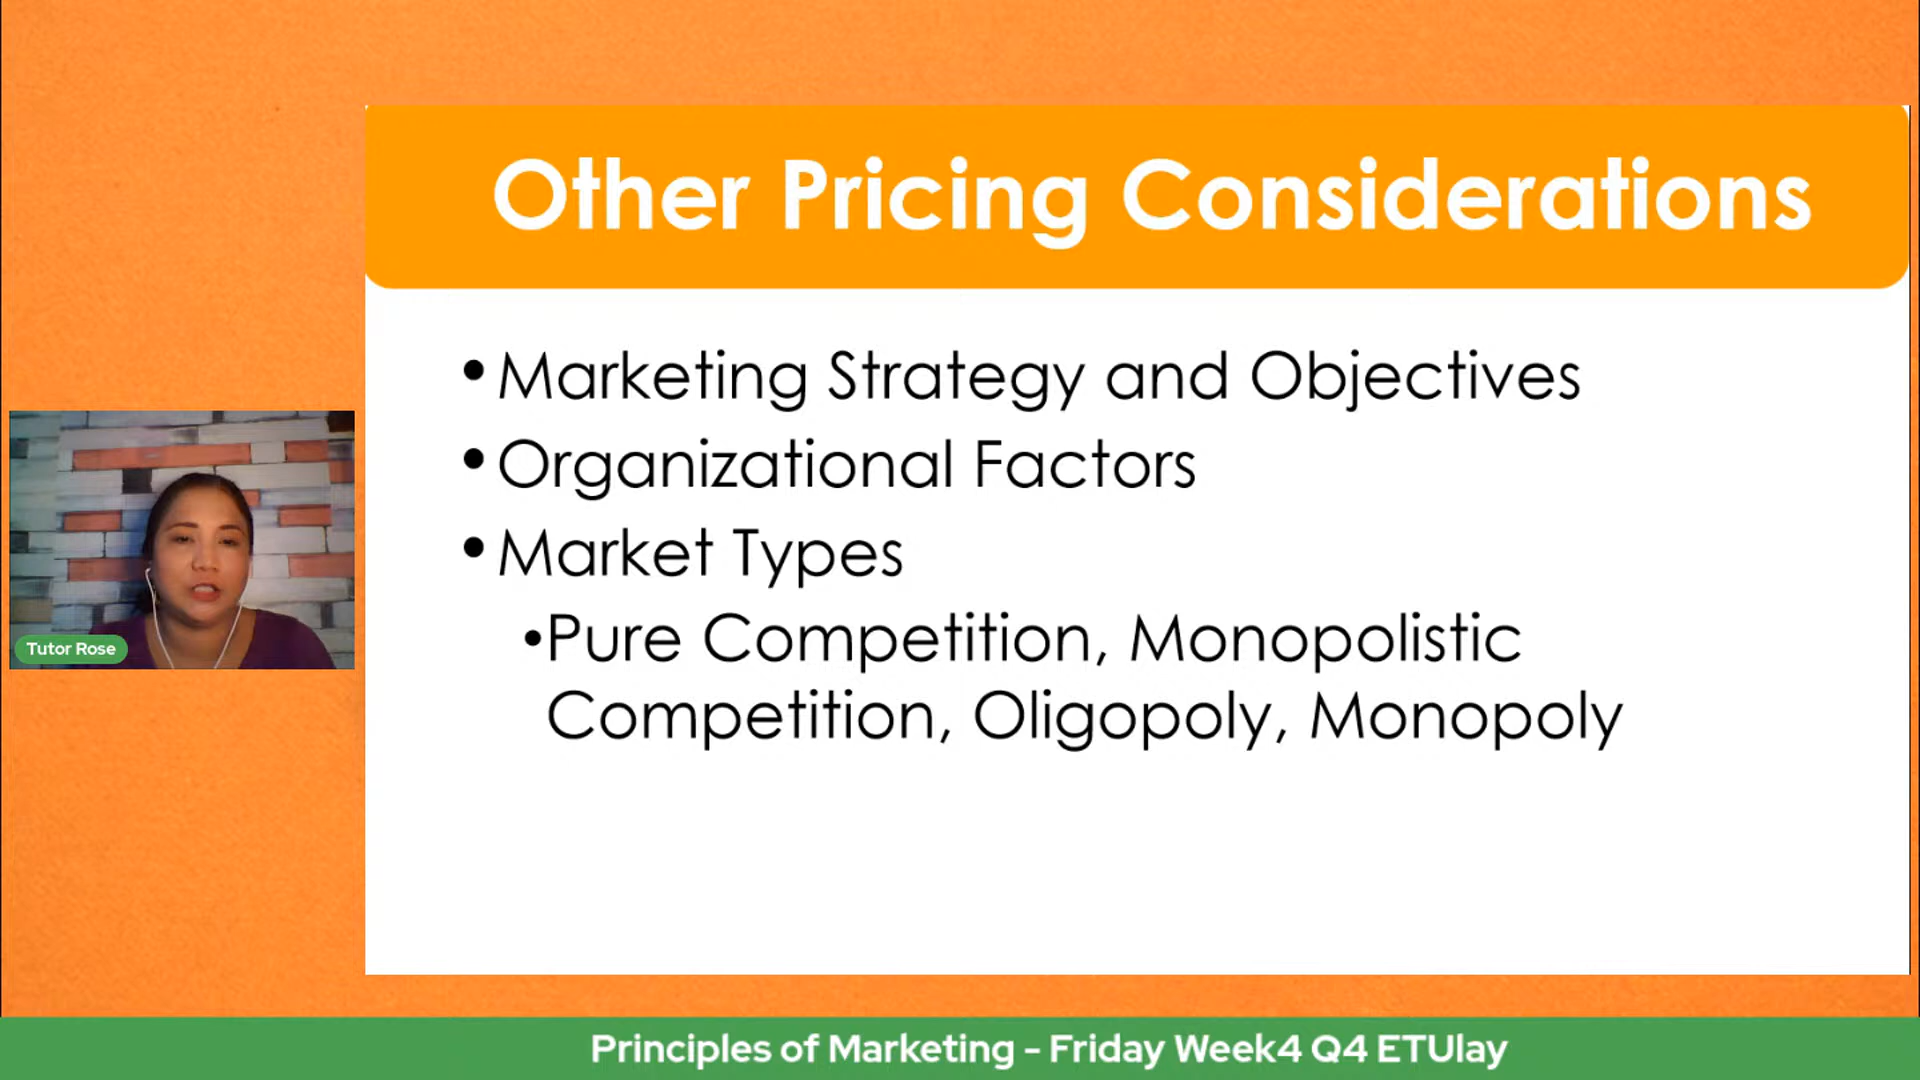 Other Pricing Considerations
•Marketing Strategy and Objectives
•Organizational Factors
•Market Types
•Pure Competition, Monopolistic
Competition, Oligopoly, Monopoly
Tutor Rose
Principles of Marketing - Friday Week4 Q4 ETUlay